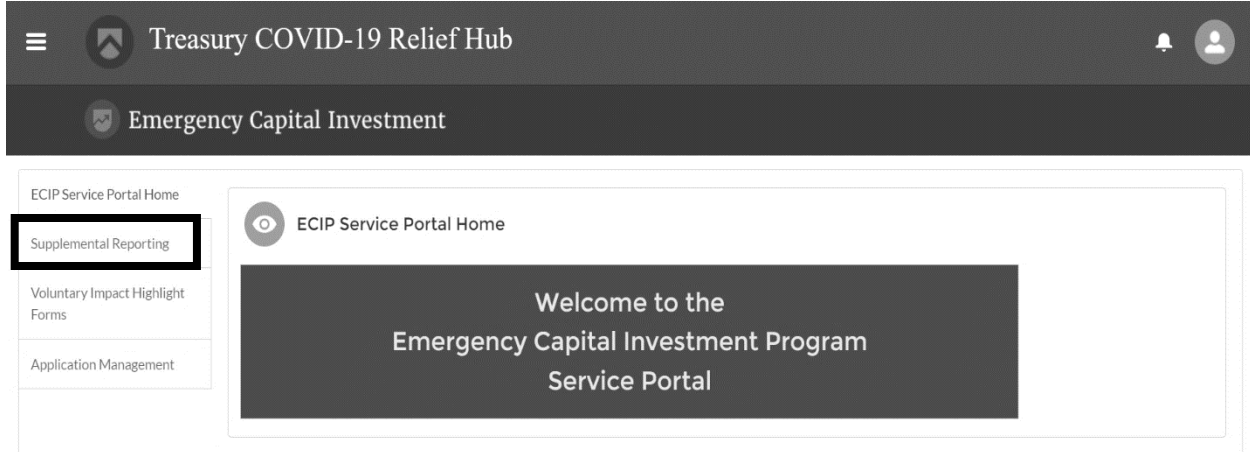 Treasury COVID-19 Relief Hub
Emergency Capital Investment
ECIP Service Portal Home
Supplemental Reporting
Voluntary Impact Highlight
Forms
Application Management
ECIP Service Portal Home
Welcome to the
Emergency Capital Investment Program
Service Portal